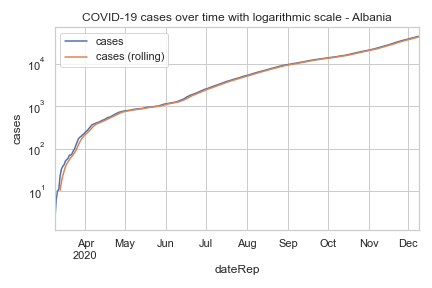 COVID-19 cases over time with logarithmic scale - Albania
cases
cases (rolling)
10⁴
10³
10²
10¹
cases
Apr May Jun Jul Aug Sep Oct Nov Dec
2020
dateRep